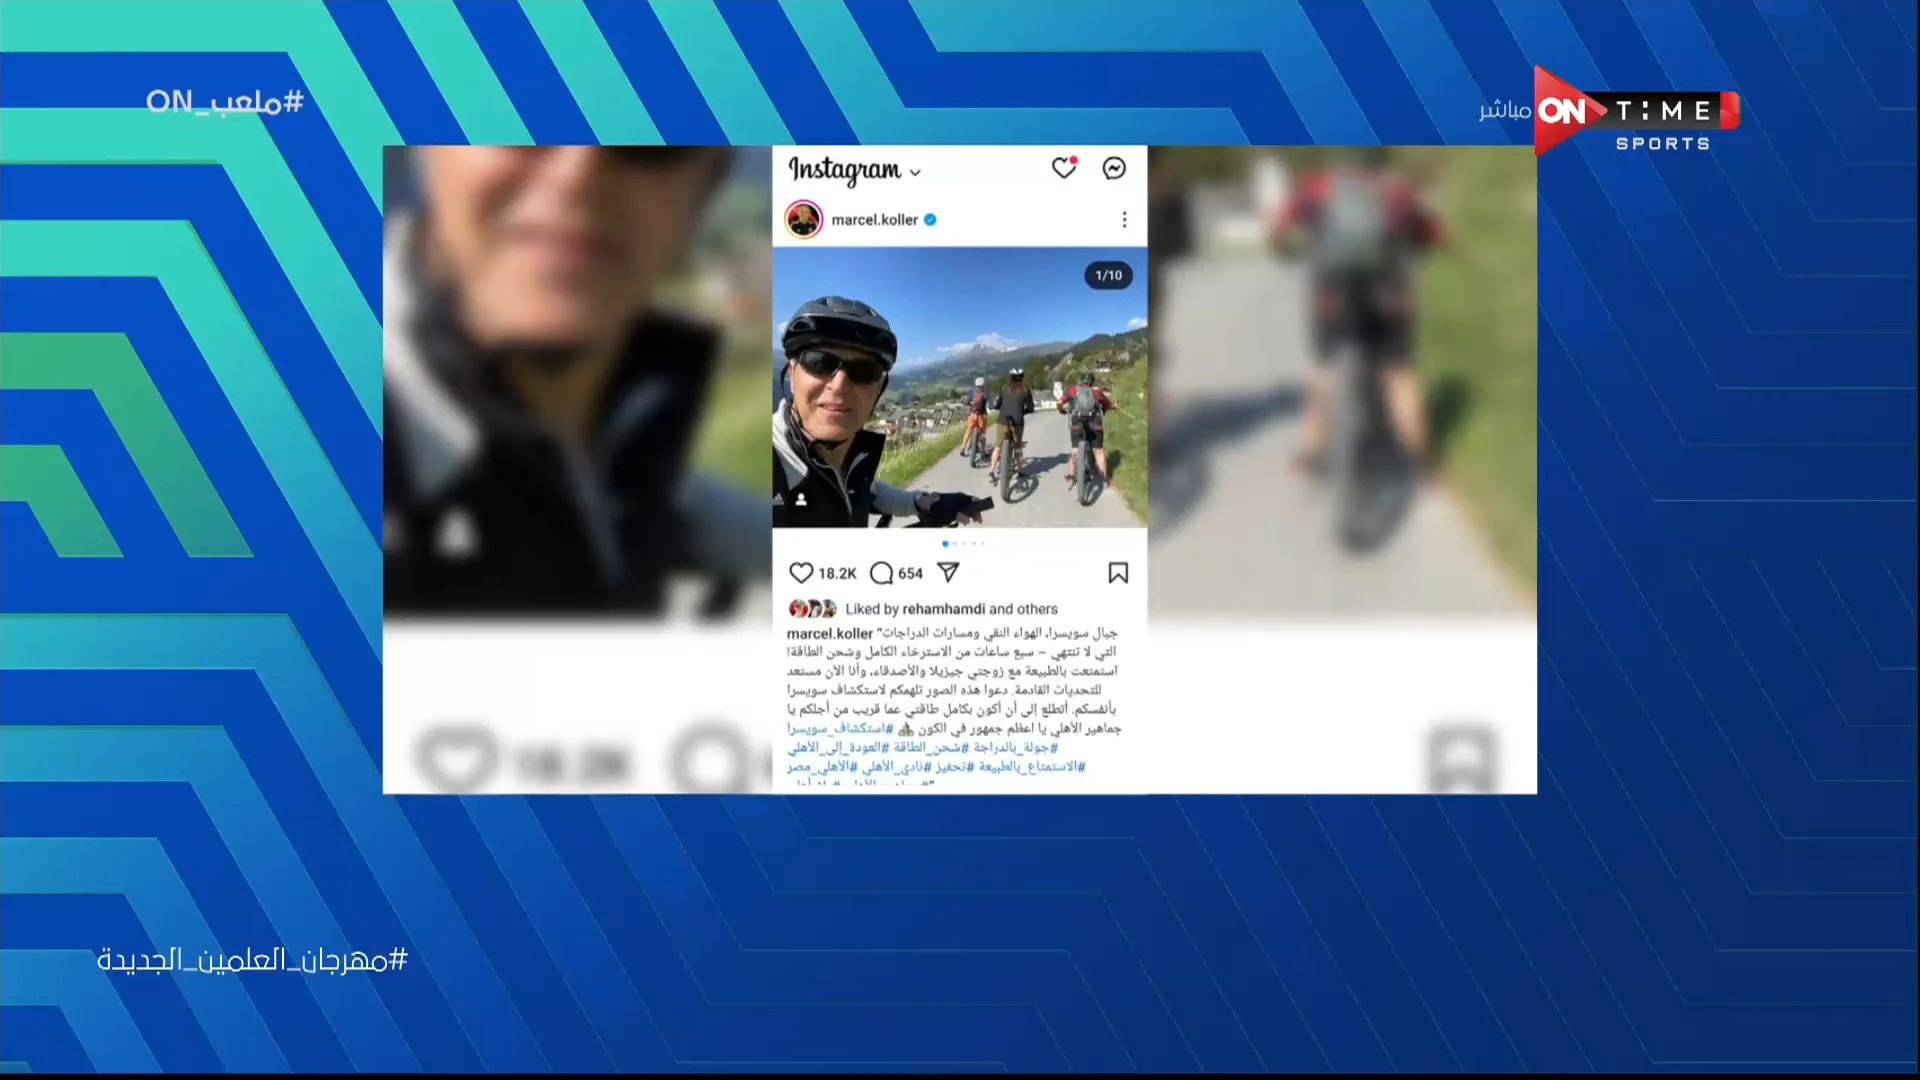 #ملعب_ON
مباشر
ON TIME
SPORTS
Instagram
marcel.koller
1/10
18.2K 654
Liked by rehamhamdi and others
marcel.koller "جبال سويسرا، الهواء النقي ومسارات الدراجات
التي لا تنتهي – سبع ساعات من الاسترخاء الكامل وشحن الطاقة!
استمتعت بالطبيعة مع زوجتي جيزيلا والأصدقاء، وأنا الآن مستعد
للتحديات القادمة. دعوا هذه الصور تلهمكم لاستكشاف سويسرا
بأنفسكم. أتطلع إلى أن أكون بكامل طاقتي عما قريب من أجلكم يا
جماهير الأهلي يا اعظم جمهور في الكون 🚵 #استكشاف_سويسرا
#جولة_بالدراجة #شحن_الطاقة #العودة_إلى_الأهلي
#الاستمتاع_بالطبيعة #تحفيز #نادي_الأهلي #الأهلي_مصر
#مهرجان_العلمين_الجديدة